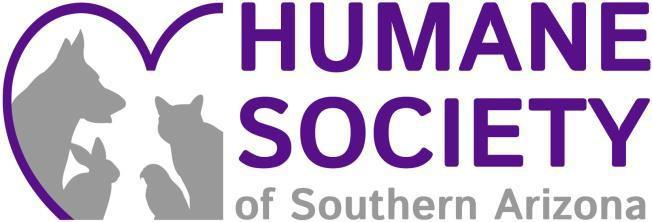 HUMANE
SOCIETY
of Southern Arizona